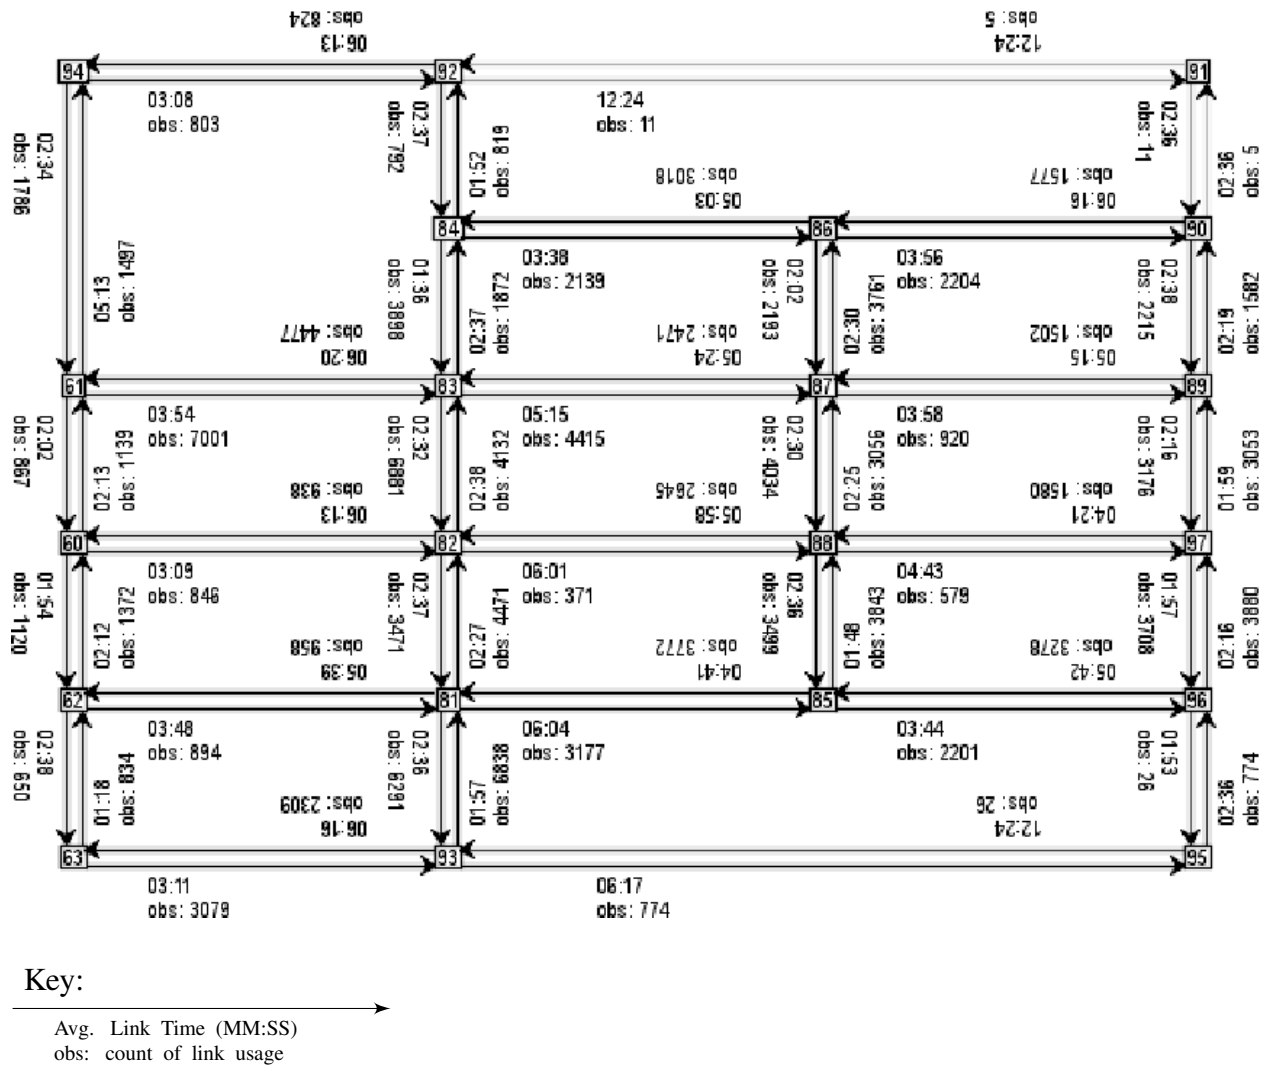 obs: 824
06:13
obs: 5
12:24
94
92
91
03:08
obs: 803
12:24
obs: 11
02:34
obs: 1786
02:37
obs: 792
01:52
obs: 819
02:36
obs: 11
02:36
obs: 5
obs: 3018
05:03
obs: 1577
06:16
84
86
90
03:38
obs: 2139
03:56
obs: 2204
05:13
obs: 1497
01:36
obs: 3898
02:37
obs: 1872
02:02
obs: 2193
02:30
obs: 3761
02:38
obs: 2215
02:19
obs: 1582
obs: 4477
06:20
obs: 2471
05:24
obs: 1502
05:15
61
83
87
89
03:54
obs: 7001
05:15
obs: 4415
03:58
obs: 920
02:02
obs: 867
02:13
obs: 1139
02:32
obs: 6881
02:38
obs: 4132
02:30
obs: 4034
02:25
obs: 3056
02:16
obs: 3176
01:59
obs: 3053
obs: 938
06:13
obs: 2645
05:58
obs: 1580
04:21
60
82
88
97
03:09
obs: 846
06:01
obs: 371
04:43
obs: 579
01:54
obs: 1120
02:12
obs: 1372
02:37
obs: 3471
02:27
obs: 4471
02:36
obs: 3499
01:48
obs: 3843
01:57
obs: 3708
02:16
obs: 3880
obs: 958
05:39
obs: 3772
04:41
obs: 3278
05:42
62
81
85
96
03:48
obs: 894
06:04
obs: 3177
03:44
obs: 2201
02:38
obs: 650
01:18
obs: 834
02:36
obs: 6291
01:57
obs: 6838
01:53
obs: 26
02:36
obs: 774
obs: 2309
06:16
obs: 26
12:24
63
93
95
03:11
obs: 3079
06:17
obs: 774
Key:
Avg. Link Time (MM:SS)
obs: count of link usage